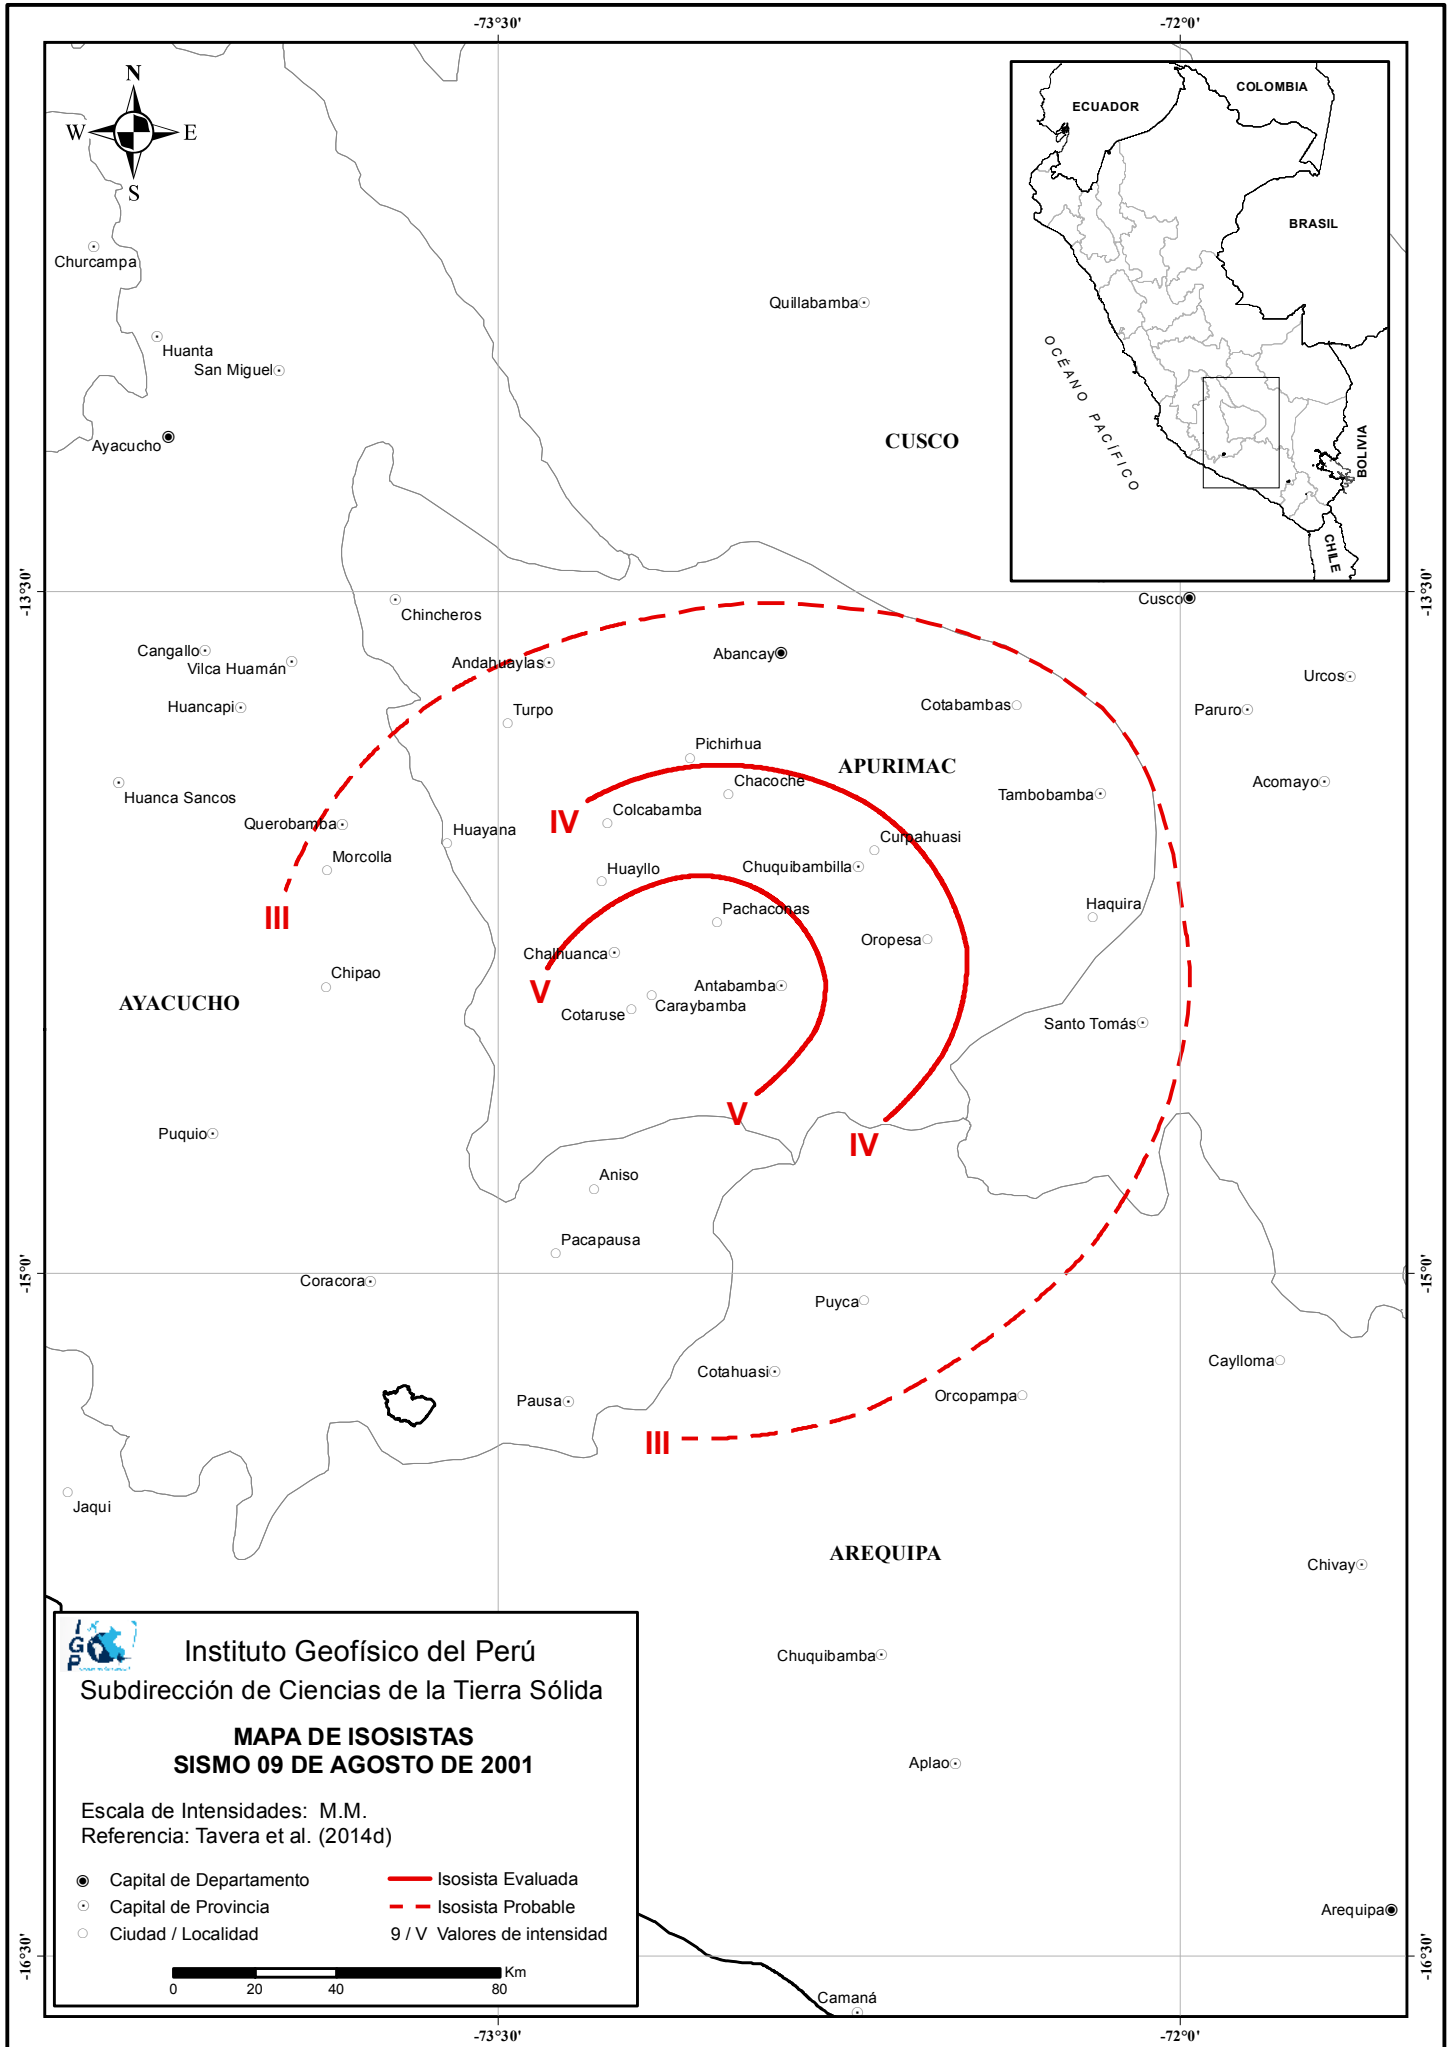 -73°30'
-72°0'
N
W
E
S
COLOMBIA
ECUADOR
BRASIL
OCÉANO PACÍFICO
BOLIVIA
CHILE
Churcampa
Quillabamba
Huanta
San Miguel
Ayacucho
CUSCO
-13°30'
-13°30'
Chincheros
Cusco
Cangallo
Vilca Huamán
Andahuaylas
Abancay
Urcos
Huancapi
Turpo
Cotabambas
Paruro
Pichirhua
APURIMAC
Huanca Sancos
Chacoche
Tambobamba
Acomayo
IV
Colcabamba
Querobamba
Huayana
Curpahuasi
Morcolla
Huayllo
Chuquibambilla
III
Pachaconas
Haquira
Chalhuanca
Oropesa
Chipao
V
Antabamba
AYACUCHO
Cotaruse
Caraybamba
Santo Tomás
V
IV
Puquio
Aniso
Pacapausa
-15°0'
-15°0'
Coracora
Puyca
Caylloma
Cotahuasi
Pausa
Orcopampa
III
Jaqui
AREQUIPA
Chivay
Chuquibamba
Aplao
Arequipa
-16°30'
-16°30'
Camaná
IGP
Instituto Geofísico del Perú
Subdirección de Ciencias de la Tierra Sólida
MAPA DE ISOSISTAS
SISMO 09 DE AGOSTO DE 2001
Escala de Intensidades: M.M.
Referencia: Tavera et al. (2014d)
Capital de Departamento
Isosista Evaluada
Capital de Provincia
Isosista Probable
Ciudad / Localidad
9 / V Valores de intensidad
Km
0 20 40 80
-73°30'
-72°0'